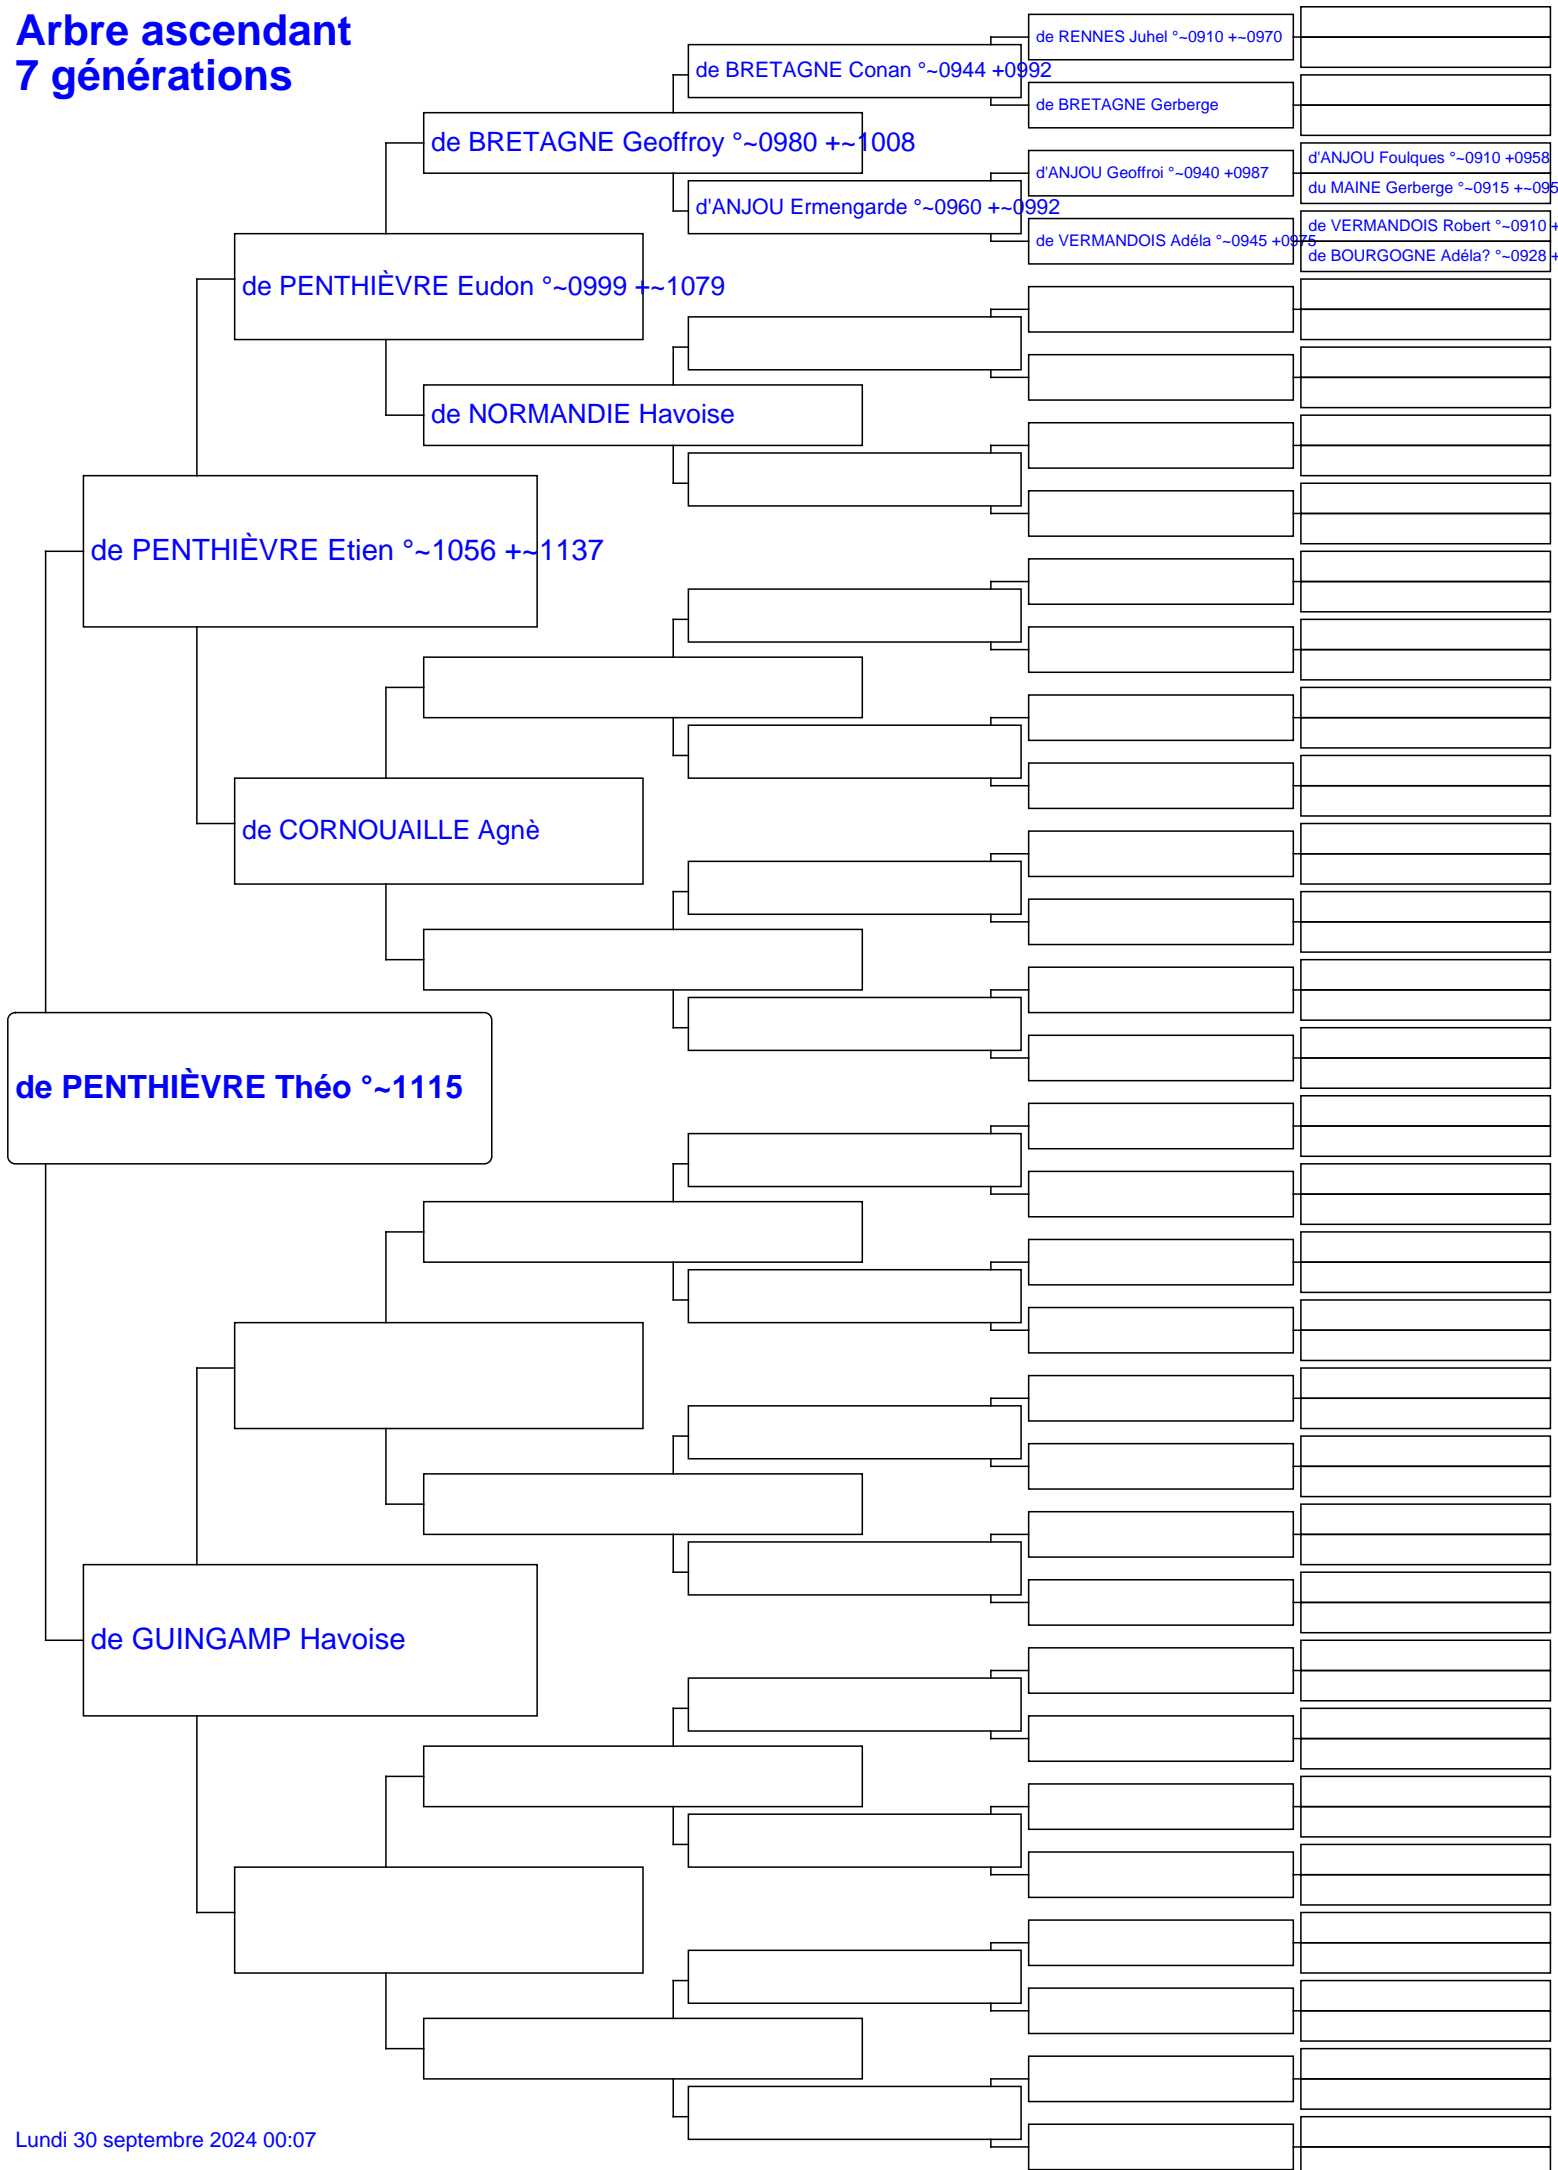 Arbre ascendant
7 générations
de RENNES Juhel °~0910 +~0970
de BRETAGNE Conan °~0944 +0992
de BRETAGNE Gerberge
de BRETAGNE Geoffroy °~0980 +~1008
d'ANJOU Foulques °~0910 +0958
d'ANJOU Geoffroi °~0940 +0987
du MAINE Gerberge °~0915 +~095
d'ANJOU Ermengarde °~0960 +~0992
de VERMANDOIS Robert °~0910 +
de VERMANDOIS Adéla °~0945 +0975
de BOURGOGNE Adéla? °~0928 +
de PENTHIÈVRE Eudon °~0999 +~1079
de NORMANDIE Havoise
de PENTHIÈVRE Etien °~1056 +~1137
de CORNOUAILLE Agnè
de PENTHIÈVRE Théo °~1115
de GUINGAMP Havoise
Lundi 30 septembre 2024 00:07